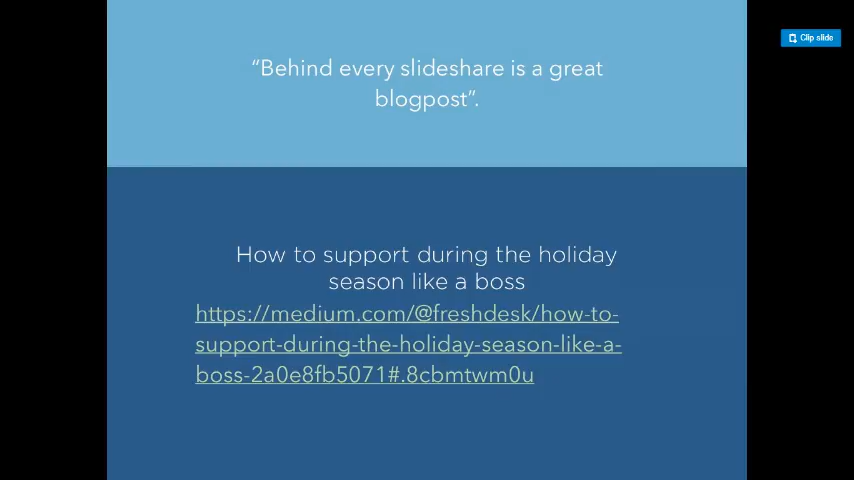 Clip slide
“Behind every slideshare is a great
blogpost”.
How to support during the holiday
season like a boss
https://medium.com/@freshdesk/how-to-
support-during-the-holiday-season-like-a-
boss-2a0e8fb5071#.8cbmtwm0u